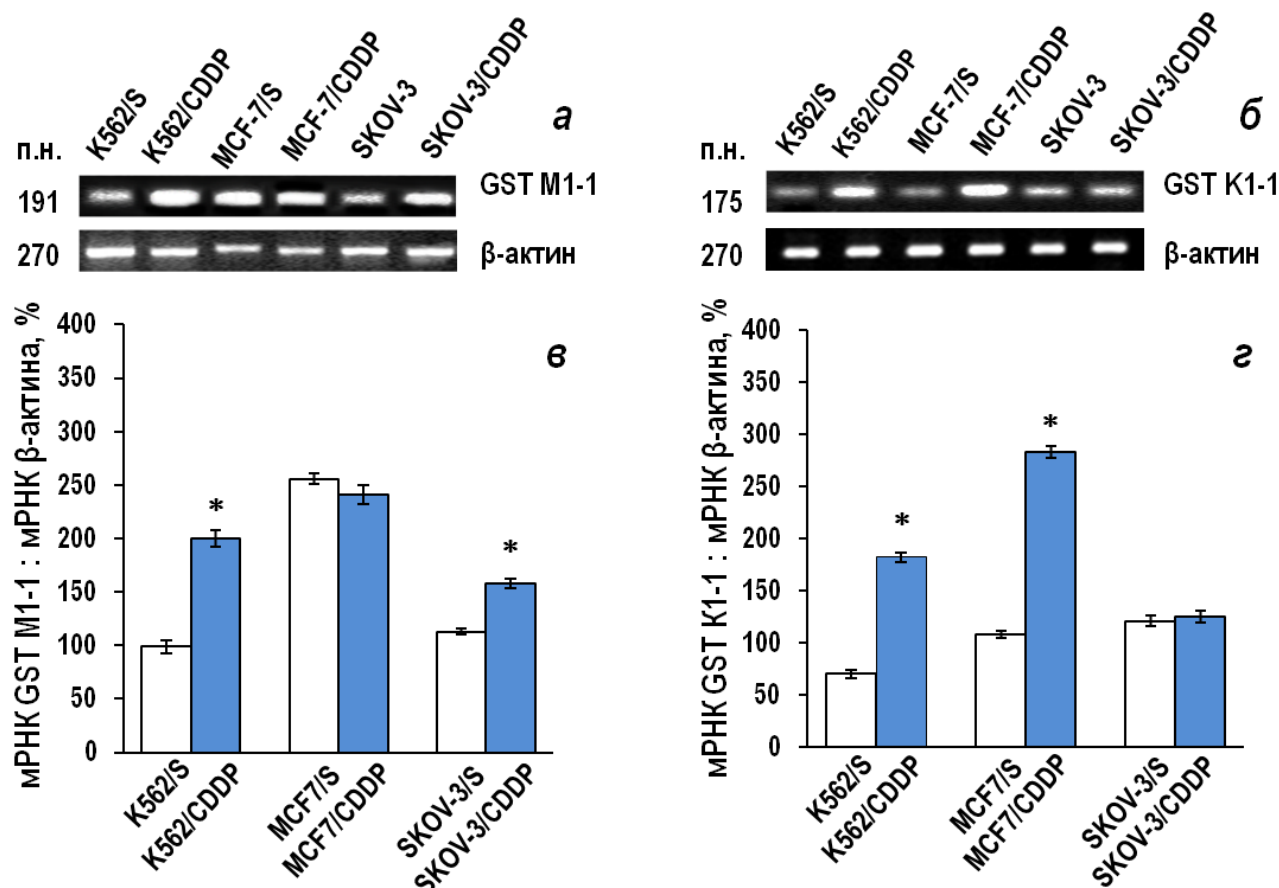 K562/S
K562/CDDP
MCF-7/S
MCF-7/CDDP
SKOV-3
SKOV-3/CDDP
а
п.н.
191
GST M1-1
270
β-актин
K562/S
K562/CDDP
MCF-7/S
MCF-7/CDDP
SKOV-3
SKOV-3/CDDP
б
п.н.
175
GST K1-1
270
β-актин
мРНК GST M1-1 : мРНК β-актина, %
в
400
350
300
250
200
150
100
50
0
*
*
K562/S
K562/CDDP
MCF7/S
MCF7/CDDP
SKOV-3/S
SKOV-3/CDDP
мРНК GST K1-1 : мРНК β-актина, %
г
400
350
300
250
200
150
100
50
0
*
*
K562/S
K562/CDDP
MCF7/S
MCF7/CDDP
SKOV-3/S
SKOV-3/CDDP